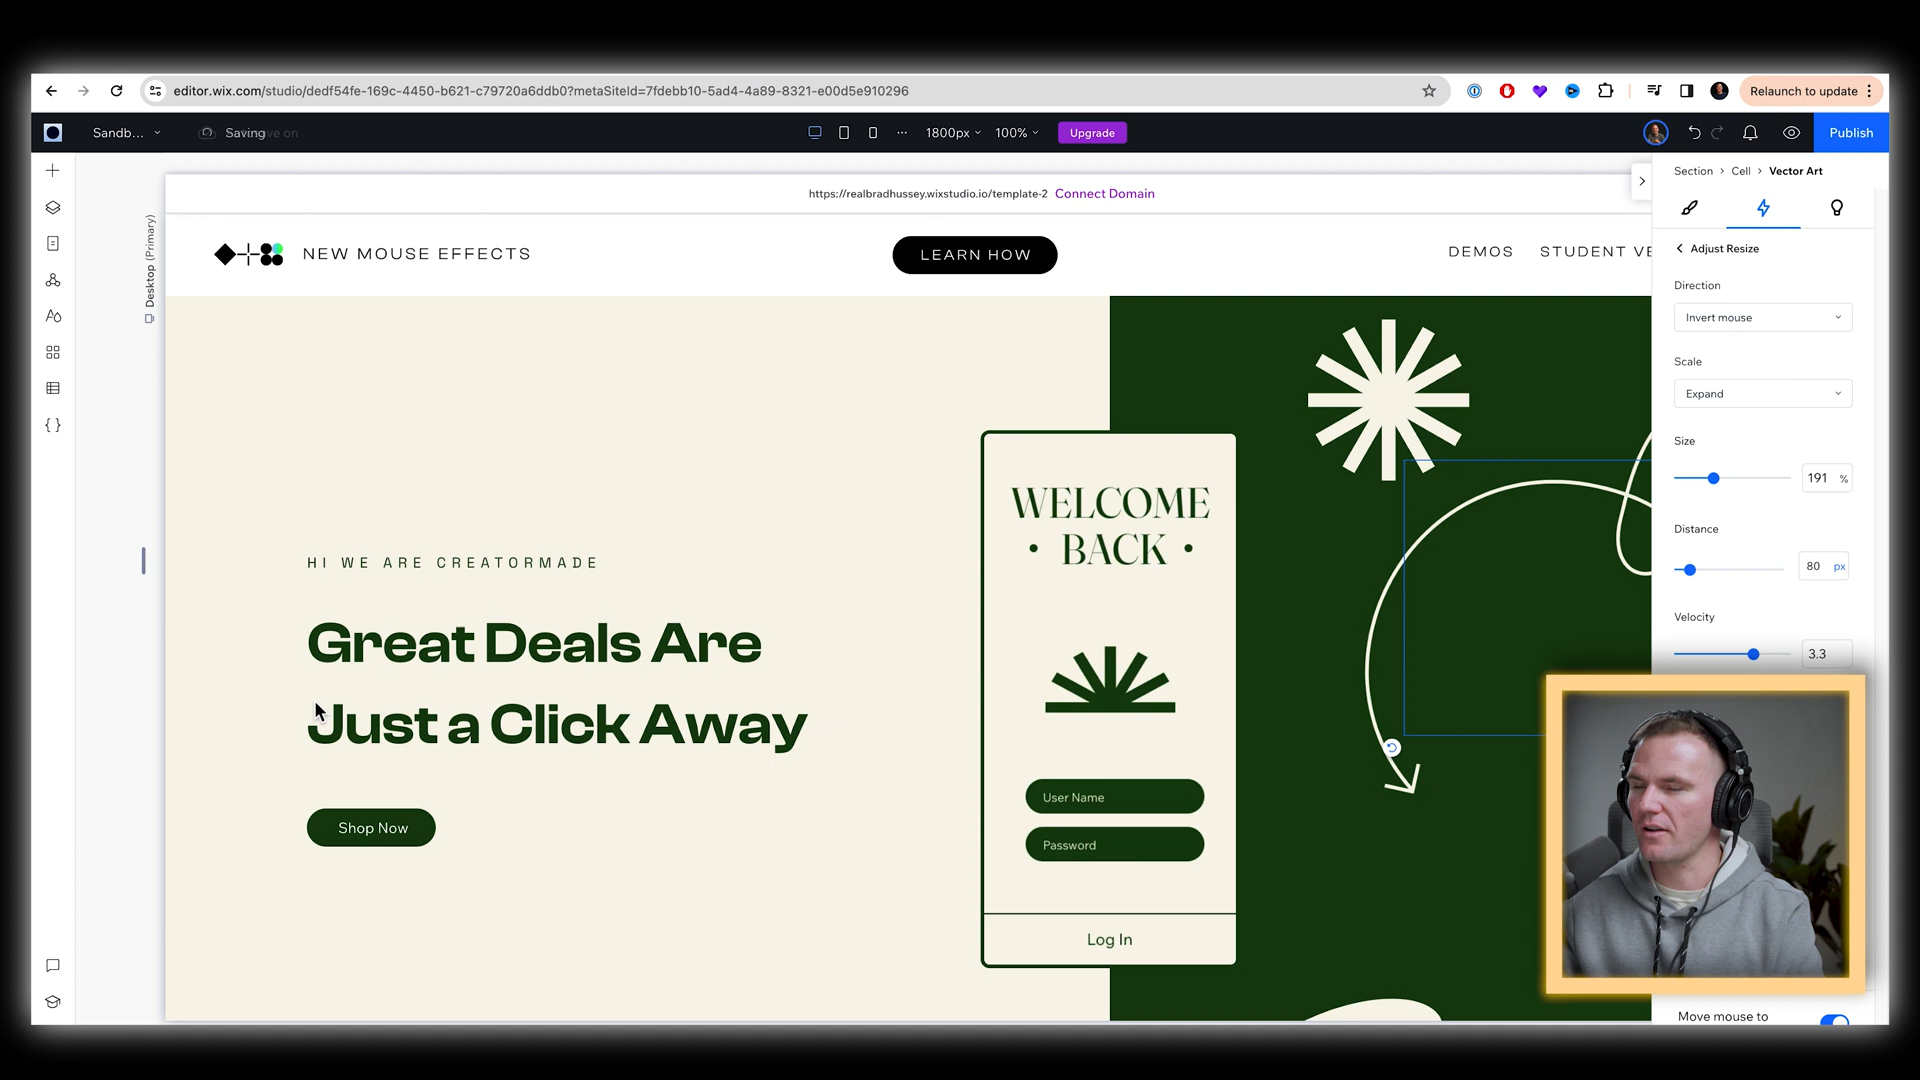 editor.wix.com/studio/dedf54fe-169c-4450-b621-c79720a6ddb0?metaSiteId=7fdebb10-5ad4-4a89-8321-e00d5e910296
Relaunch to update
Sandb...
Saving
ve on
1800px
100%
Upgrade
Publish
https://realbradhussey.wixstudio.io/template-2 Connect Domain
Section > Cell > Vector Art
Desktop (Primary)
NEW MOUSE EFFECTS
LEARN HOW
DEMOS
STUDENT VE
Adjust Resize
Direction
Invert mouse
Scale
Expand
Size
191 %
Distance
80 px
Velocity
3.3
HI WE ARE CREATORMADE
Great Deals Are
Just a Click Away
Shop Now
WELCOME
• BACK •
User Name
Password
Log In
Move mouse to